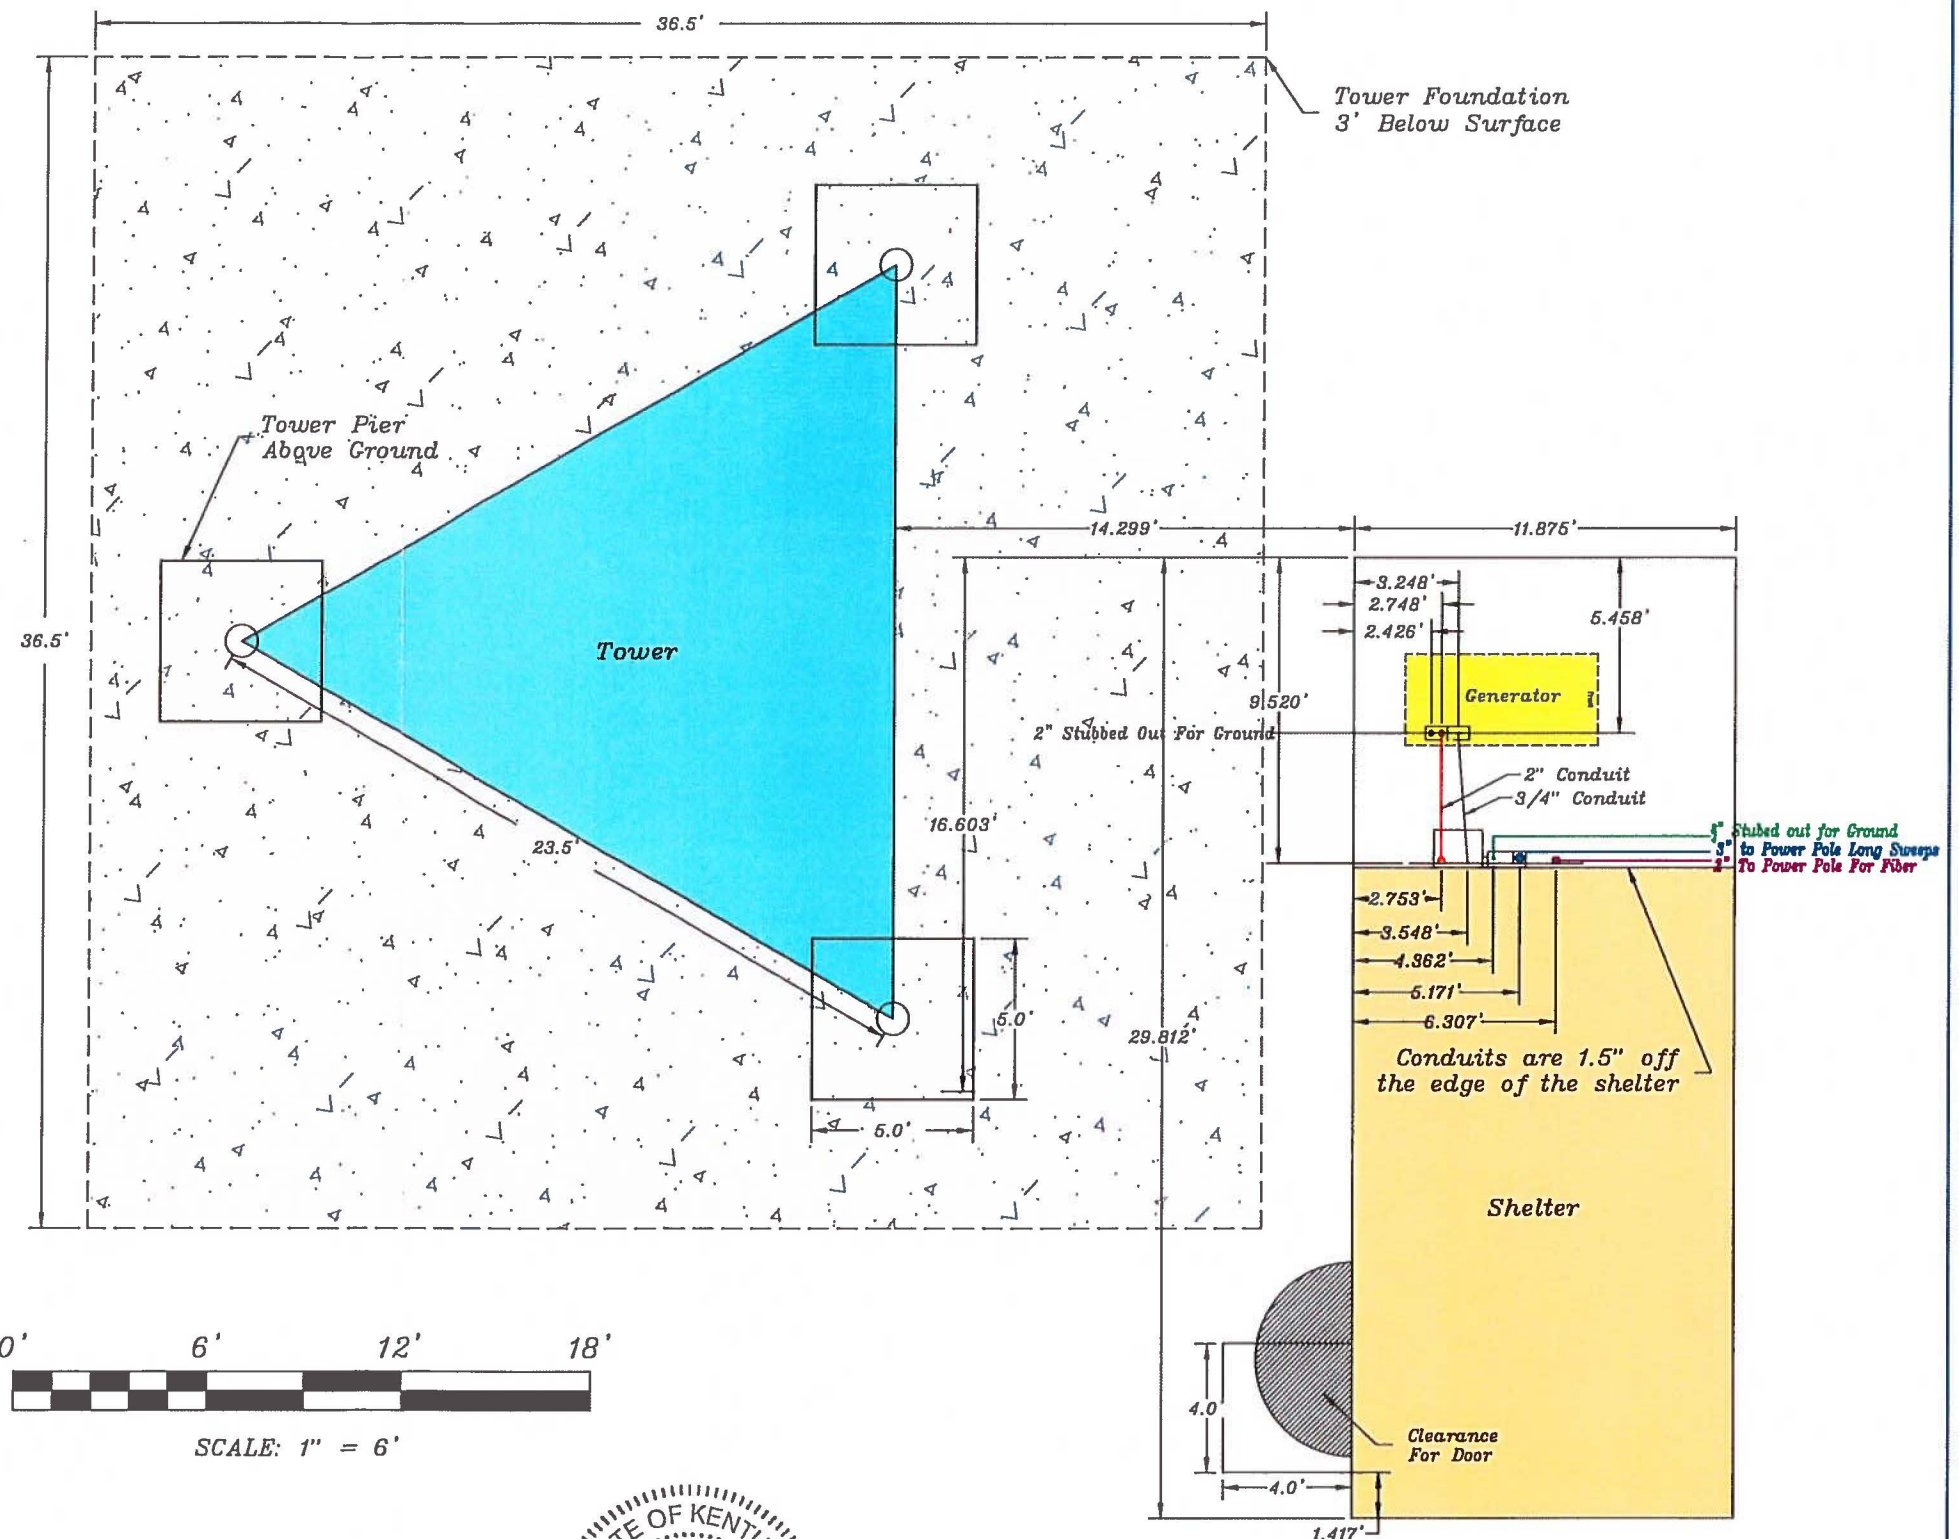 36.5'
Tower Foundation
3' Below Surface
Tower Pier
Above Ground
14.299'
11.875'
3.248'
2.748'
2.426'
5.458'
36.5'
Tower
9.520'
Generator
2" Stubbed Out For Ground
2" Conduit
3/4" Conduit
16.603'
23.5'
Stubed out for Ground
3" to Power Pole Long Sweeps
2" To Power Pole For Fiber
2.753'
3.548'
4.362'
5.171'
6.307'
5.0'
29.812'
Conduits are 1.5" off
the edge of the shelter
5.0'
Shelter
0' 6' 12' 18'
SCALE: 1" = 6'
4.0
Clearance
For Door
4.0'
1.417'
OF KENTU